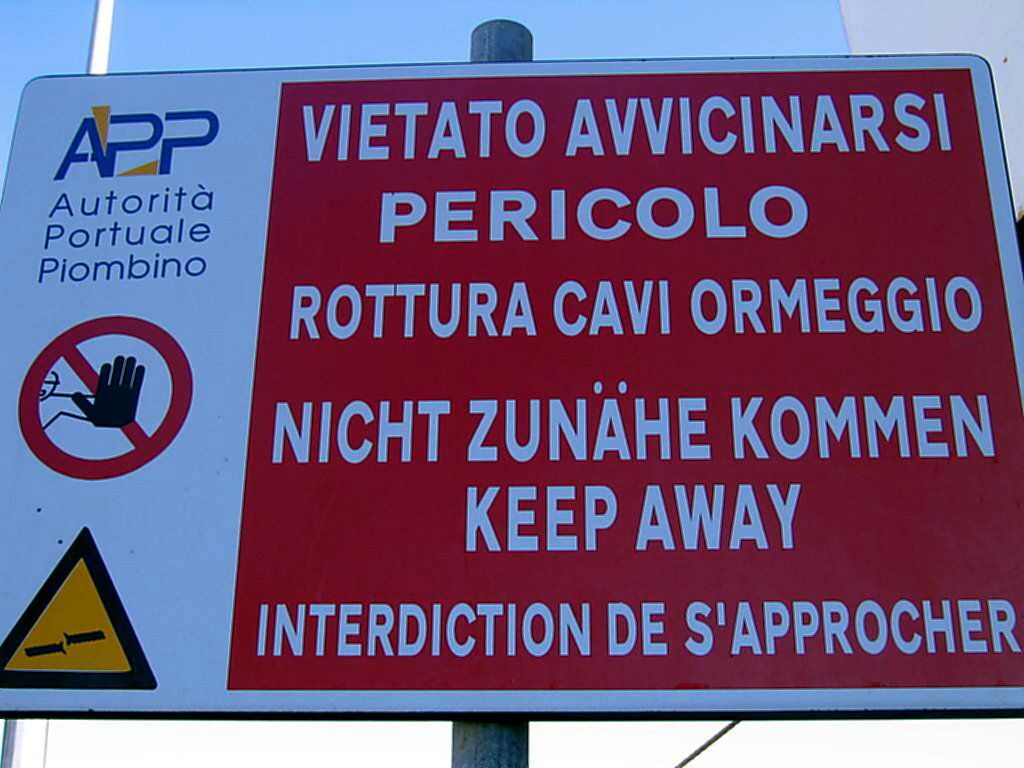 APP
Autorità
Portuale
Piombino
VIETATO AVVICINARSI
PERICOLO
ROTTURA CAVI ORMEGGIO
NICHT ZUNÄHE KOMMEN
KEEP AWAY
INTERDICTION DE S'APPROCHER